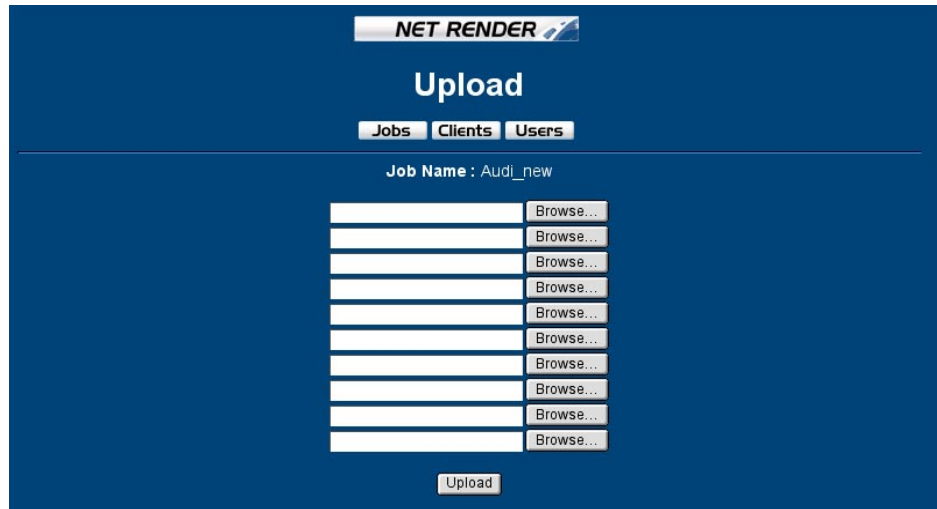 NET RENDER
Upload
Jobs Clients Users
Job Name : Audi_new
Browse...
Browse...
Browse...
Browse...
Browse...
Browse...
Browse...
Browse...
Browse...
Browse...
Upload